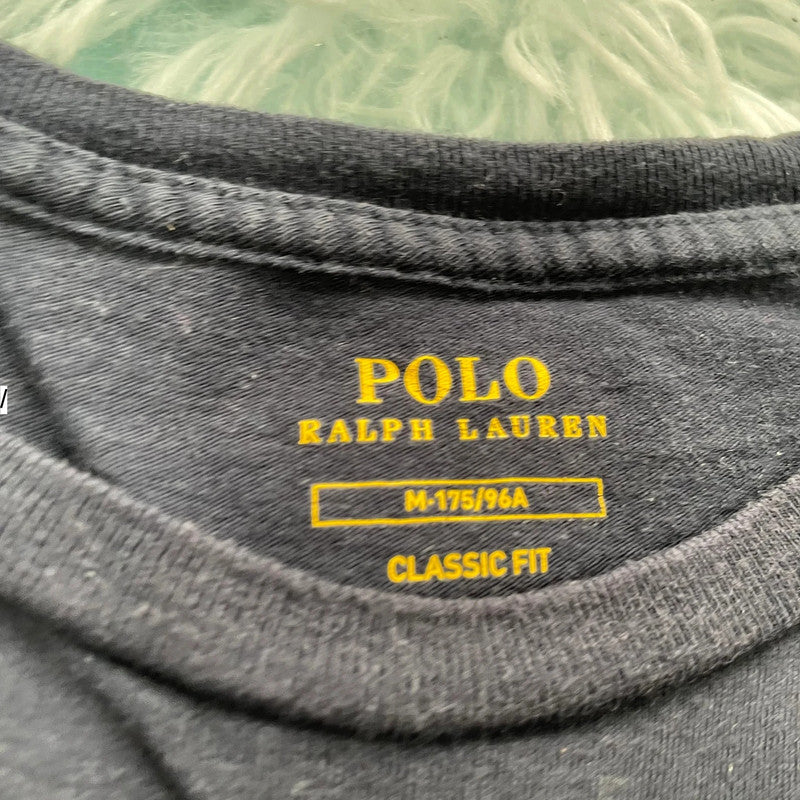 POLO
RALPH LAUREN
M·175/96A
CLASSIC FIT